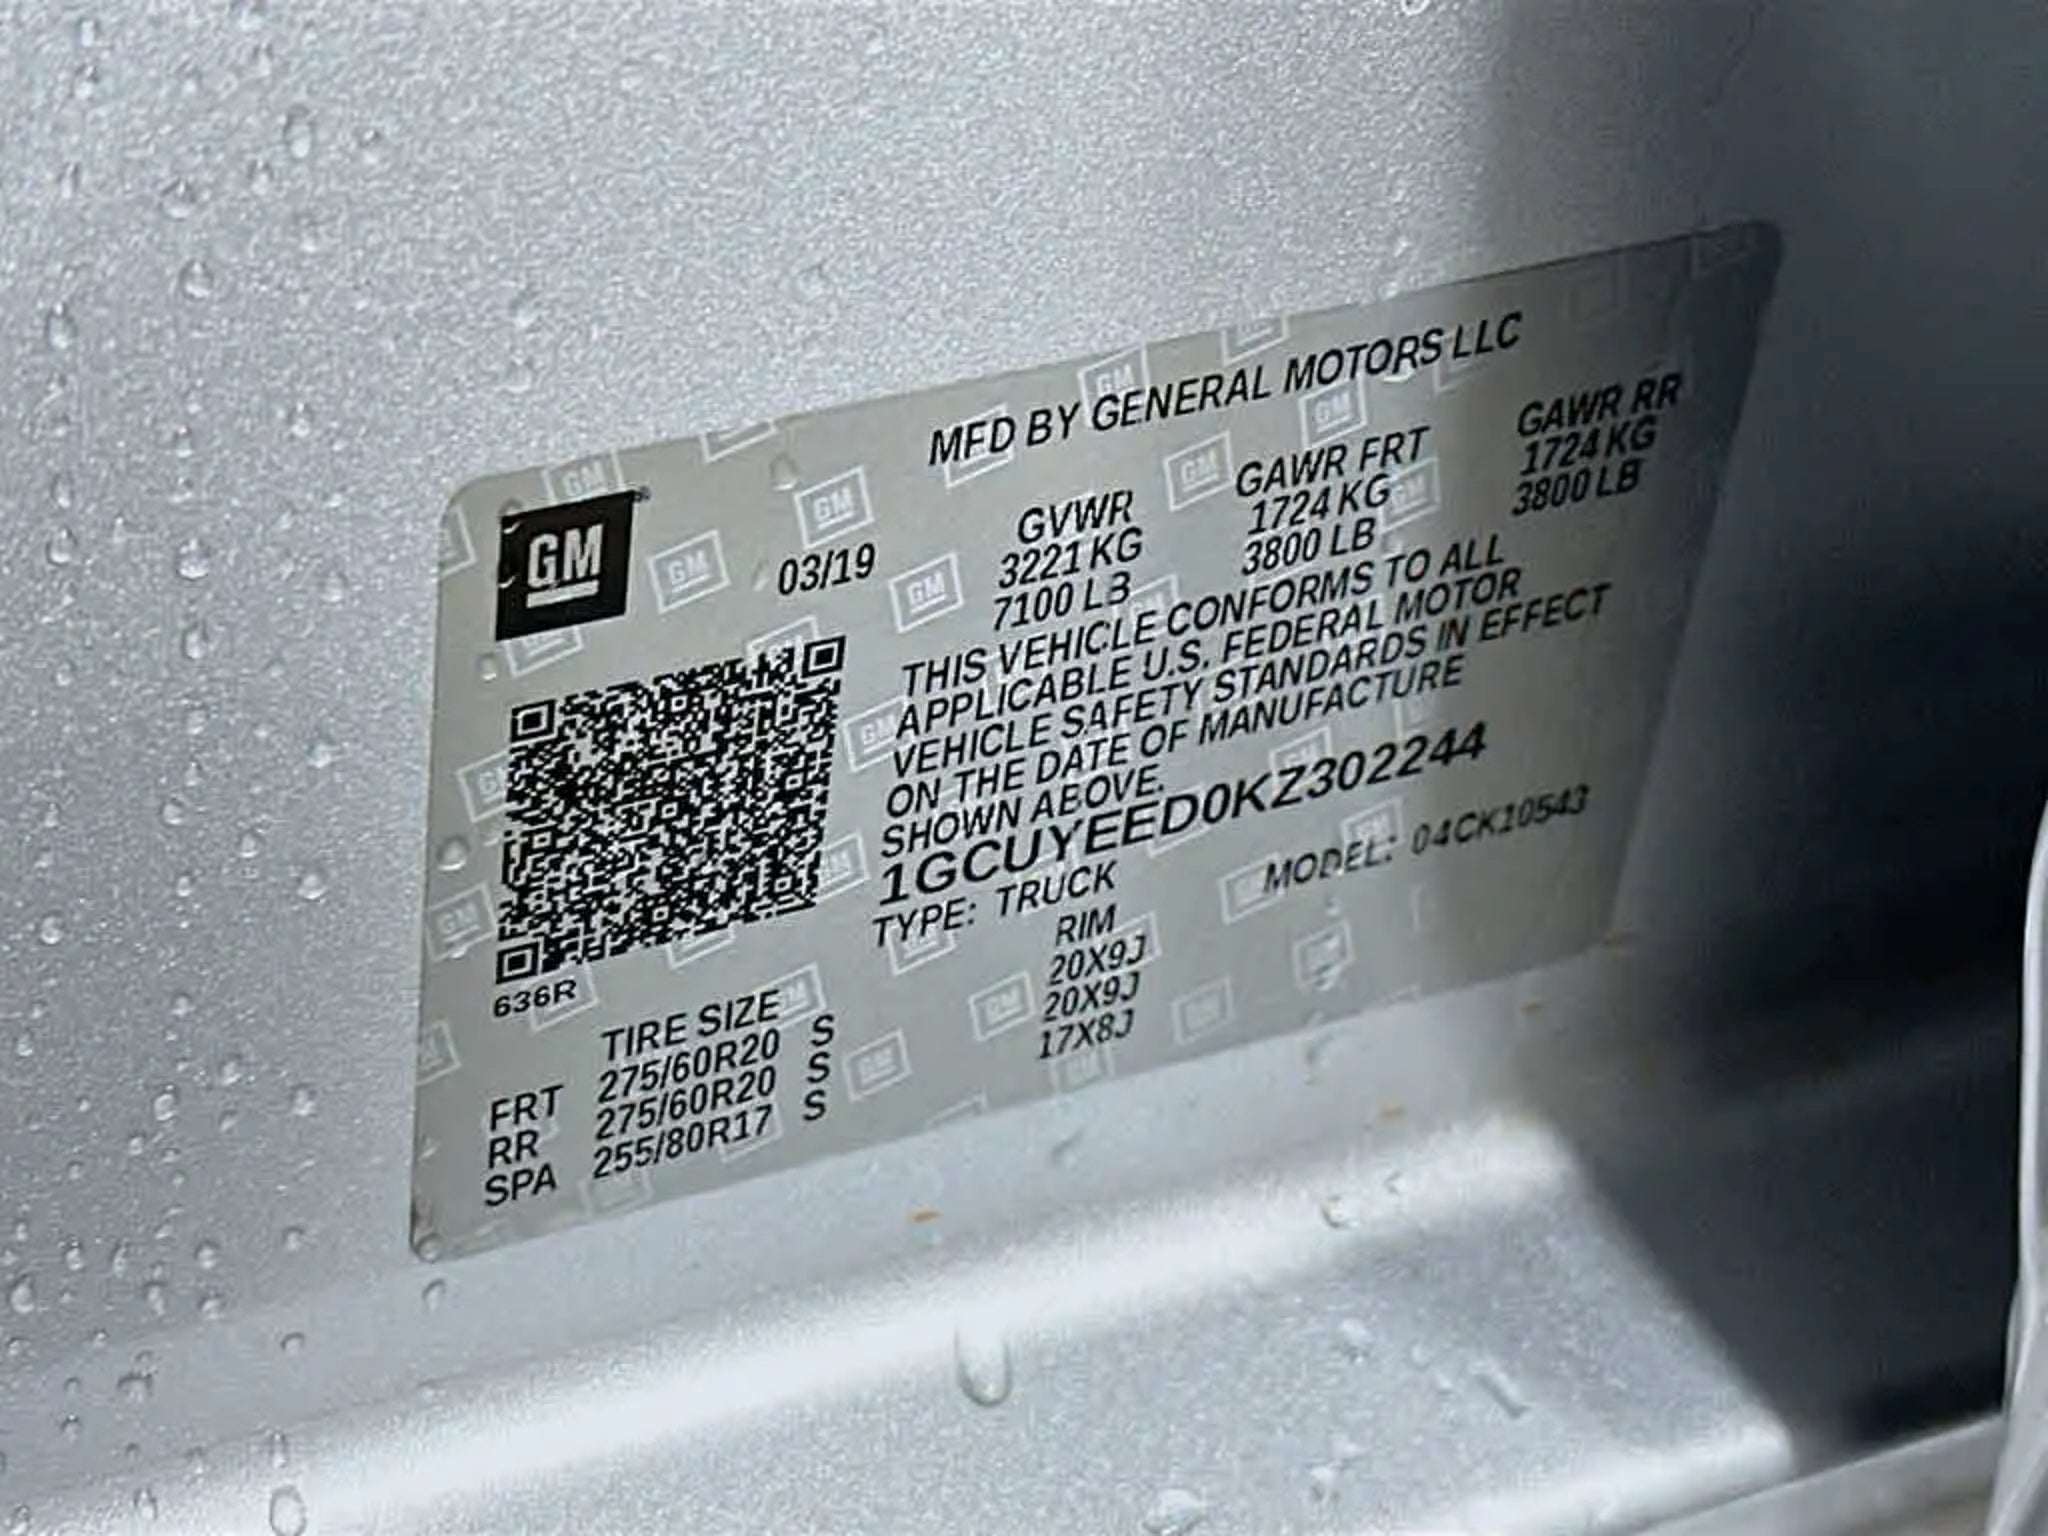 MFD BY GENERAL MOTORS LLC
GM
03/19
GVWR GAWR FRT GAWR RR
3221 KG 1724 KG 1724 KG
7100 LB 3800 LB 3800 LB
THIS VEHICLE CONFORMS TO ALL
APPLICABLE U.S. FEDERAL MOTOR
VEHICLE SAFETY STANDARDS IN EFFECT
ON THE DATE OF MANUFACTURE
SHOWN ABOVE.
1GCUYEED0KZ302244
TYPE: TRUCK MODEL: 04CK10543
636R
TIRE SIZE RIM
FRT 275/60R20 S 20X9J
RR 275/60R20 S 20X9J
SPA 255/80R17 S 17X8J